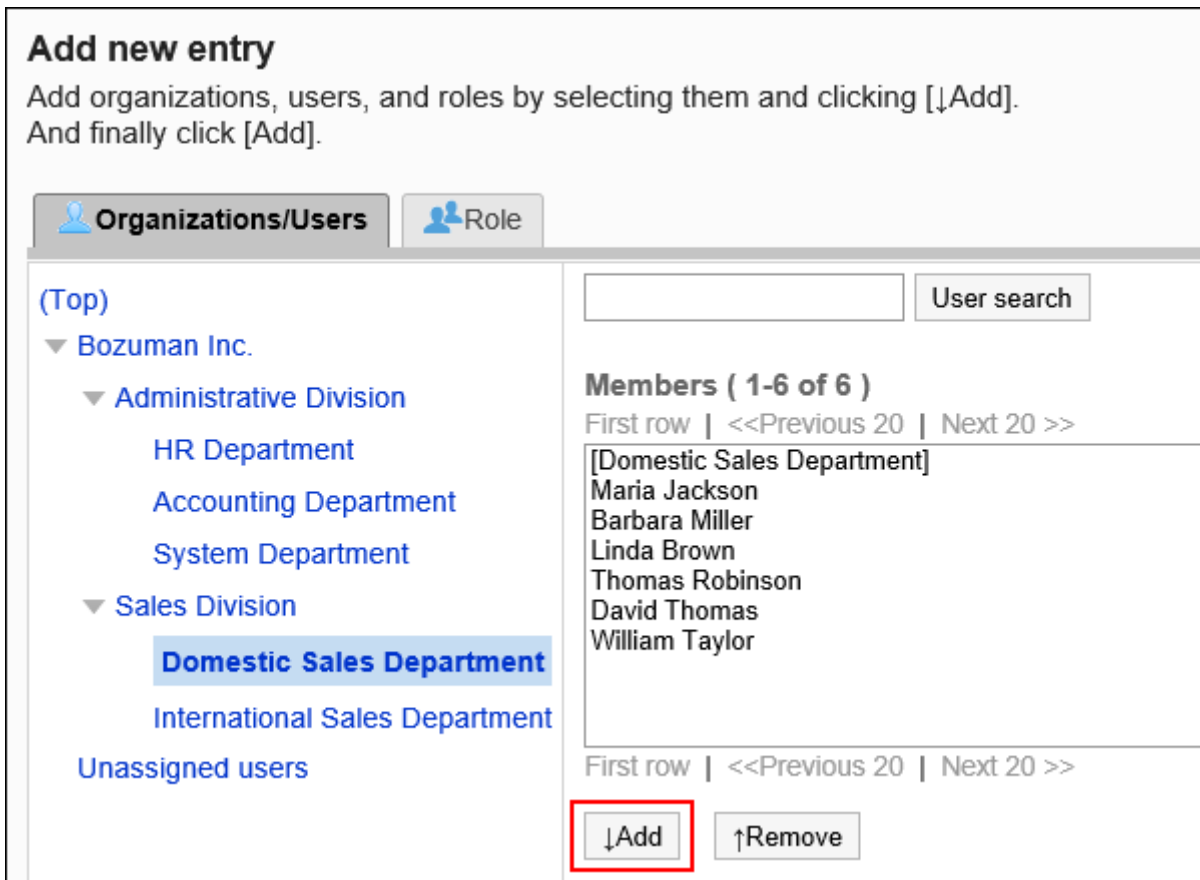 Add new entry
Add organizations, users, and roles by selecting them and clicking [↓Add].
And finally click [Add].
Organizations/Users
Role
(Top)
Bozuman Inc.
Administrative Division
HR Department
Accounting Department
System Department
Sales Division
Domestic Sales Department
International Sales Department
Unassigned users
User search
Members ( 1-6 of 6 )
First row | <<Previous 20 | Next 20 >>
[Domestic Sales Department]
Maria Jackson
Barbara Miller
Linda Brown
Thomas Robinson
David Thomas
William Taylor
First row | <<Previous 20 | Next 20 >>
↓Add
↑Remove